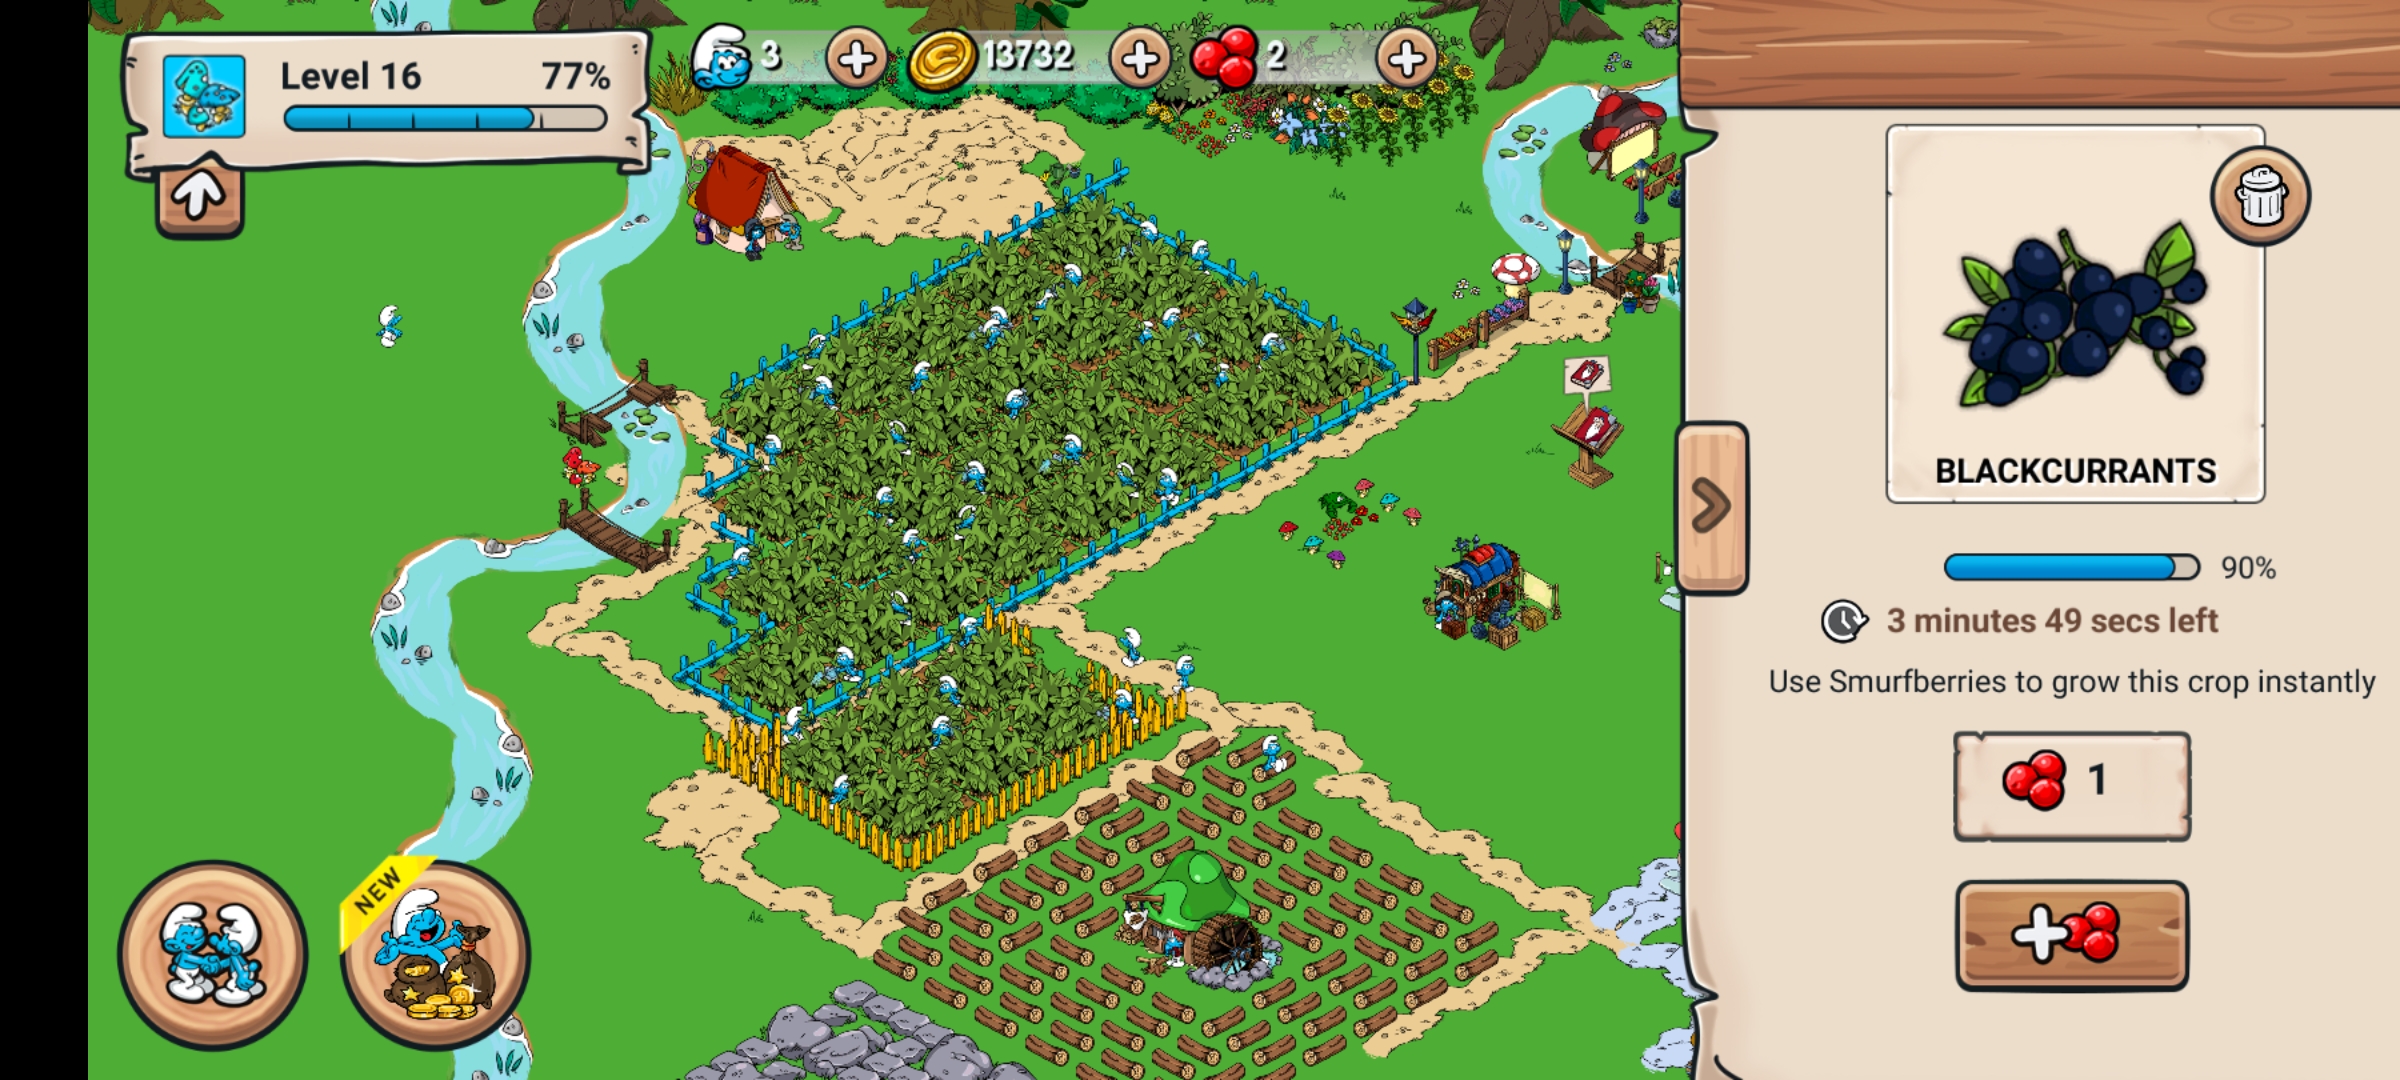 Level 16 77%
3
13732
2
BLACKCURRANTS
90%
3 minutes 49 secs left
Use Smurfberries to grow this crop instantly
1
NEW